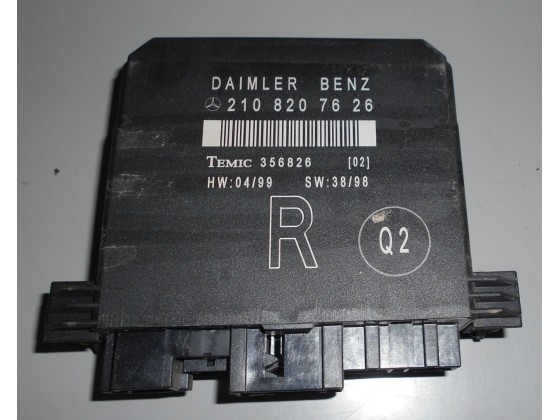 DAIMLER BENZ
210 820 76 26
TEMIC 356826 [02]
HW:04/99 SW:38/98
R
Q2